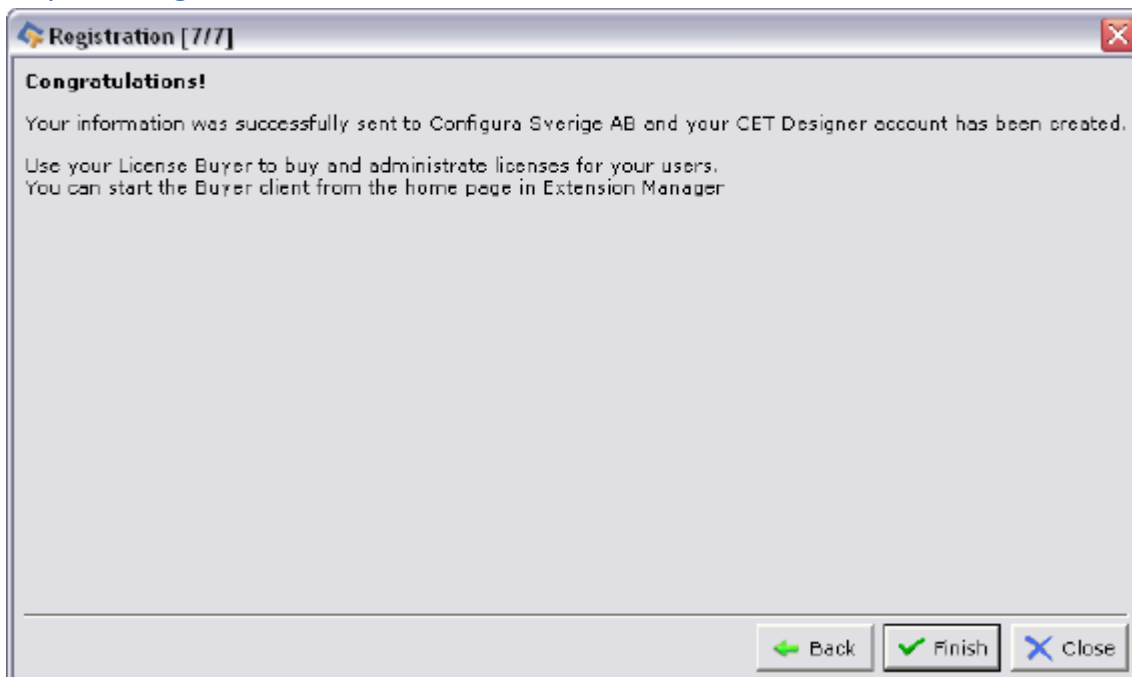 Registration [7/7]
Congratulations!
Your information was successfully sent to Configura Sverige AB and your CET Designer account has been created.
Use your License Buyer to buy and administrate licenses for your users.
You can start the Buyer client from the home page in Extension Manager
Back
Finish
Close